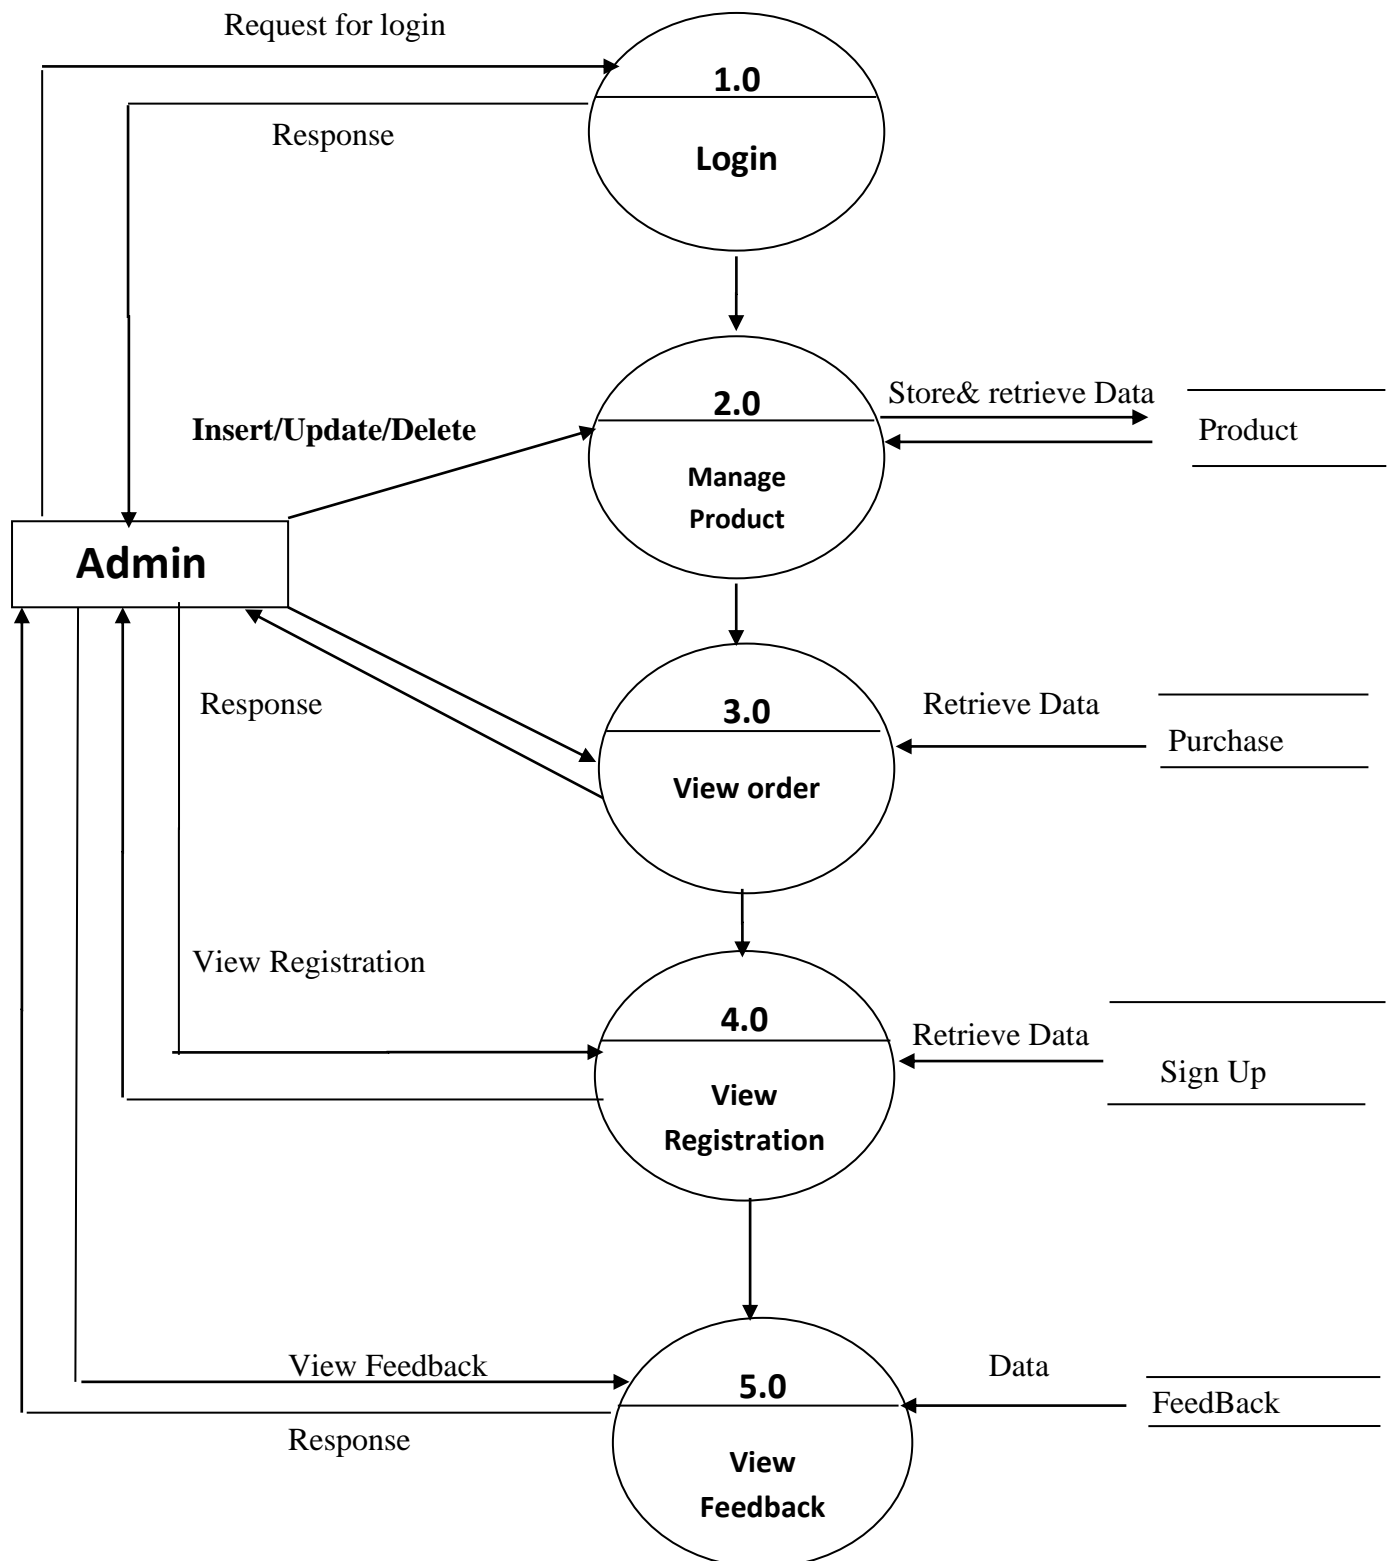 Request for login
1.0
Response
Login
Store& retrieve Data
2.0
Insert/Update/Delete
Product
Manage
Product
Admin
Response
3.0
Retrieve Data
Purchase
View order
View Registration
4.0
Retrieve Data
Sign Up
View
Registration
View Feedback
Data
5.0
FeedBack
Response
View
Feedback